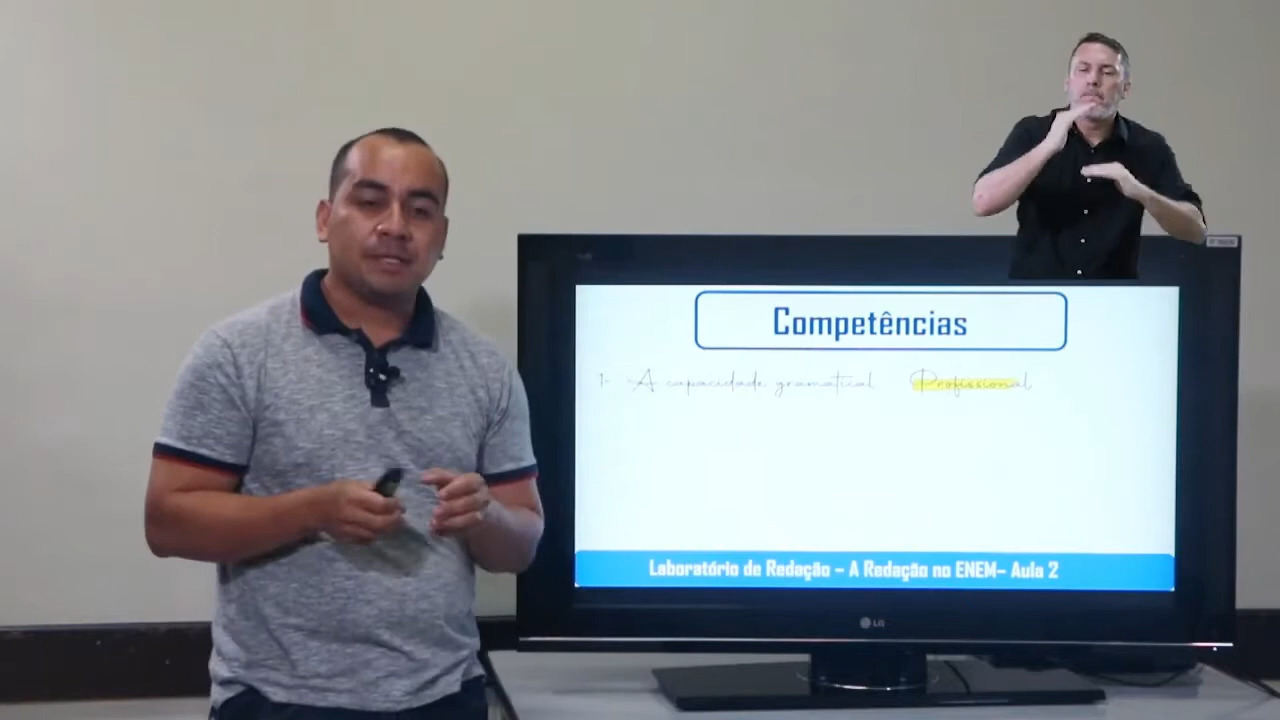 Competências
1- A capacidade gramatical Profissional
Laboratório de Redação – A Redação no ENEM– Aula 2
LG